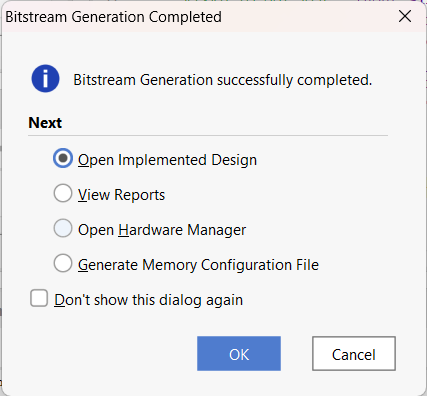 Bitstream Generation Completed
Bitstream Generation successfully completed.
Next
Open Implemented Design
View Reports
Open Hardware Manager
Generate Memory Configuration File
Don't show this dialog again
OK
Cancel